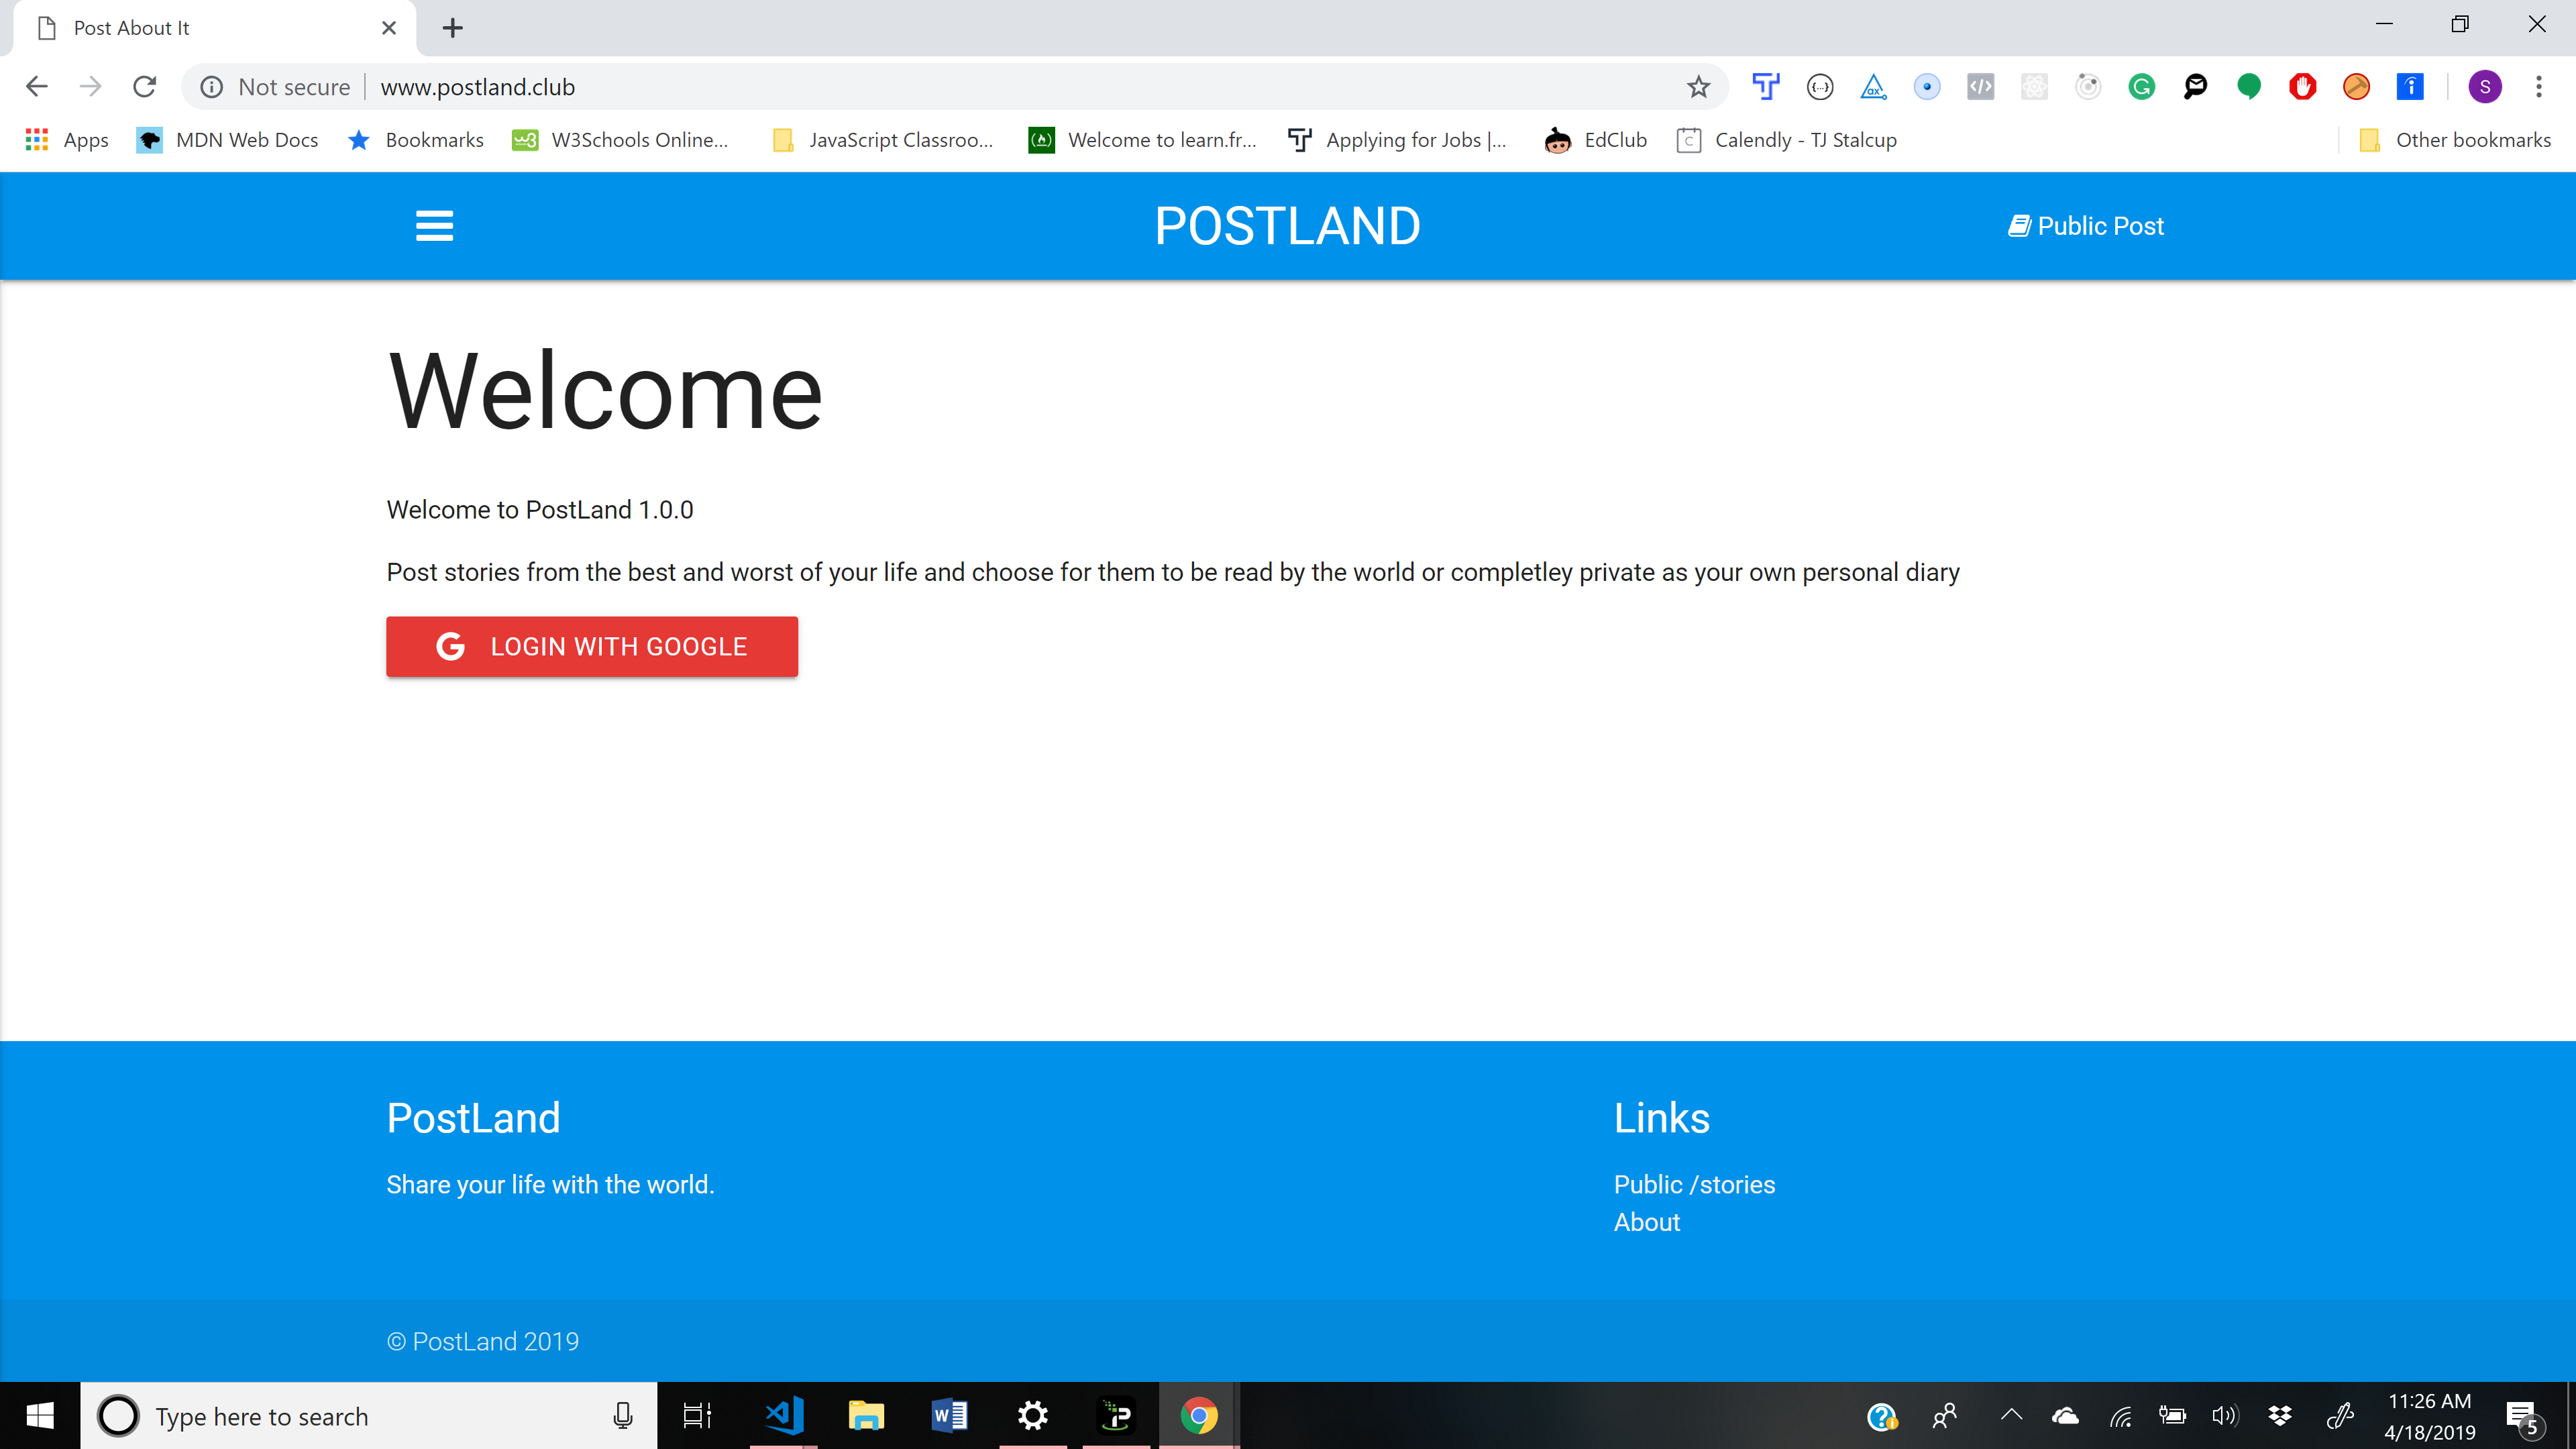 Post About It
Not secure www.postland.club
Apps MDN Web Docs Bookmarks W3Schools Online... JavaScript Classroo... Welcome to learn.fr... Applying for Jobs |... EdClub Calendly - TJ Stalcup Other bookmarks
POSTLAND Public Post
Welcome
Welcome to PostLand 1.0.0
Post stories from the best and worst of your life and choose for them to be read by the world or completley private as your own personal diary
G LOGIN WITH GOOGLE
PostLand Links
Share your life with the world. Public /stories
About
© PostLand 2019
Type here to search
11:26 AM
4/18/2019
5